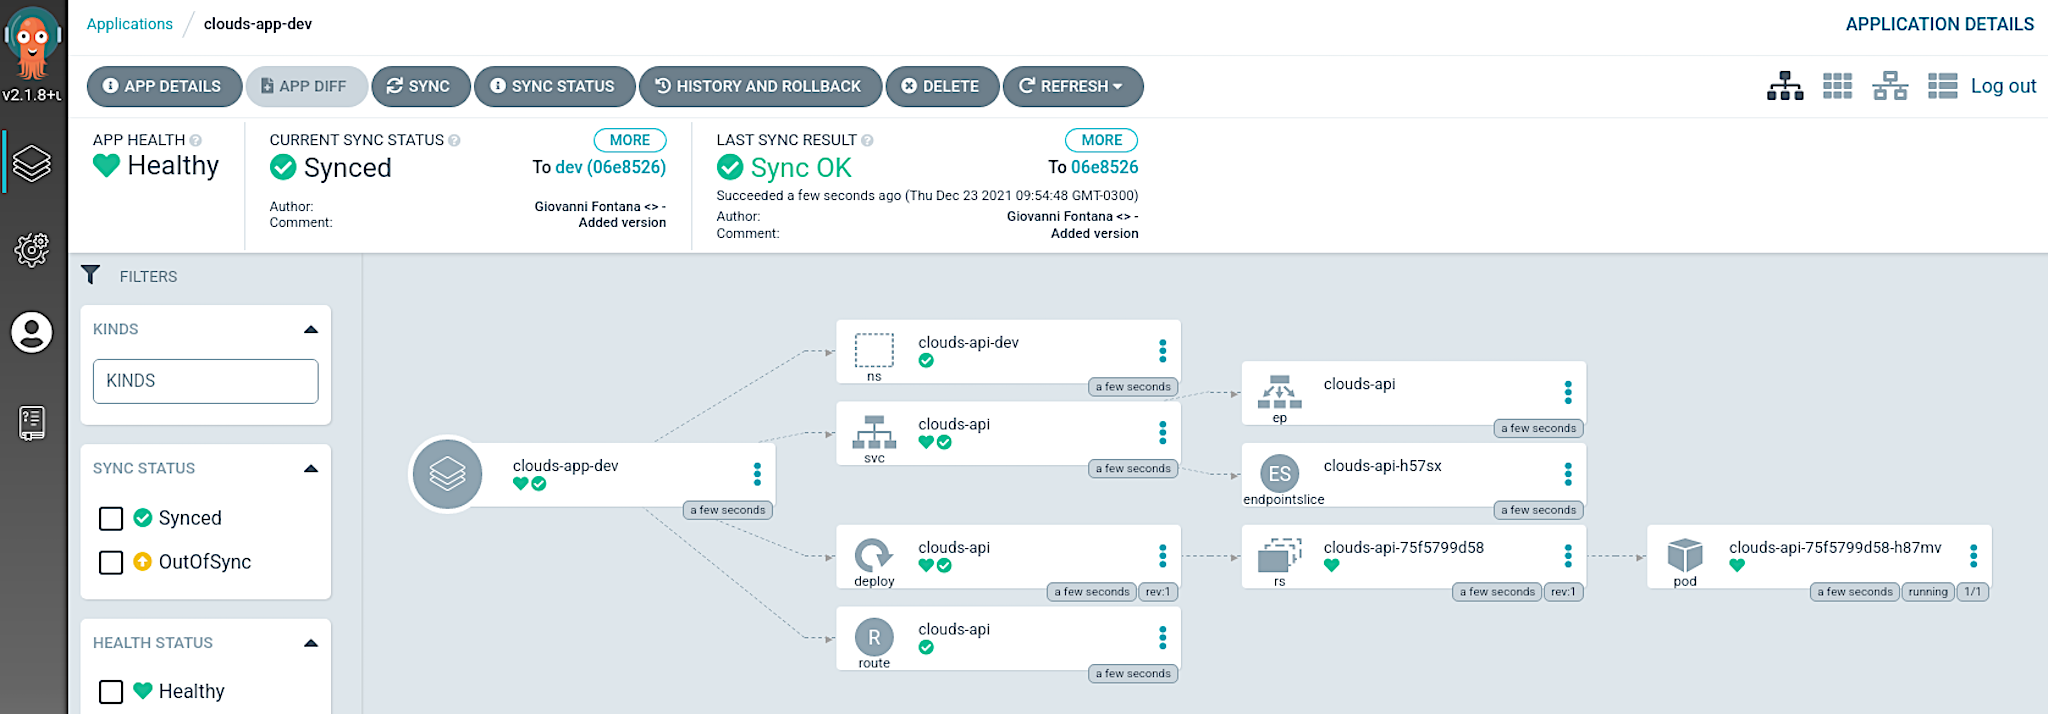 Applications / clouds-app-dev
APPLICATION DETAILS
v2.1.8+u
APP DETAILS
APP DIFF
SYNC
SYNC STATUS
HISTORY AND ROLLBACK
DELETE
REFRESH
Log out
APP HEALTH
Healthy
CURRENT SYNC STATUS
MORE
Synced
To dev (06e8526)
Author: Giovanni Fontana <> -
Comment: Added version
LAST SYNC RESULT
MORE
Sync OK
To 06e8526
Succeeded a few seconds ago (Thu Dec 23 2021 09:54:48 GMT-0300)
Author: Giovanni Fontana <> -
Comment: Added version
FILTERS
KINDS
KINDS
SYNC STATUS
Synced
OutOfSync
HEALTH STATUS
Healthy
clouds-app-dev
a few seconds
clouds-api-dev
ns
a few seconds
clouds-api
svc
a few seconds
clouds-api
deploy
a few seconds
rev:1
clouds-api
R
route
a few seconds
clouds-api
ep
a few seconds
clouds-api-h57sx
ES
endpointslice
a few seconds
clouds-api-75f5799d58
rs
a few seconds
rev:1
clouds-api-75f5799d58-h87mv
pod
a few seconds
running
1/1